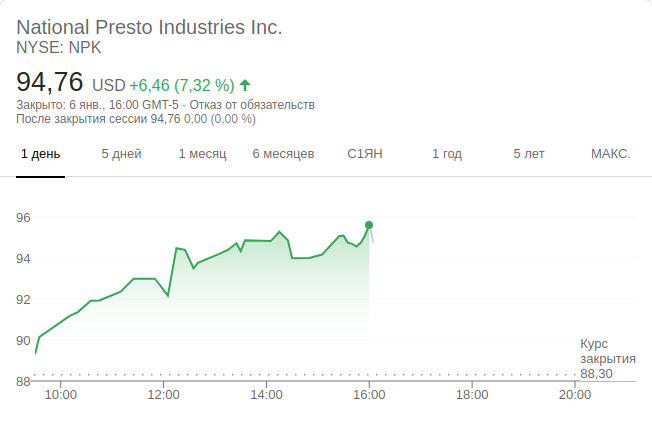 National Presto Industries Inc.
NYSE: NPK
94,76 USD +6,46 (7,32 %)
Закрыто: 6 янв., 16:00 GMT-5 · Отказ от обязательств
После закрытия сессии 94,76 0,00 (0,00 %)
1 день 5 дней 1 месяц 6 месяцев С1ЯН 1 год 5 лет МАКС.
96
94
92
90
Курс
закрытия
88,30
88
10:00 12:00 14:00 16:00 18:00 20:00